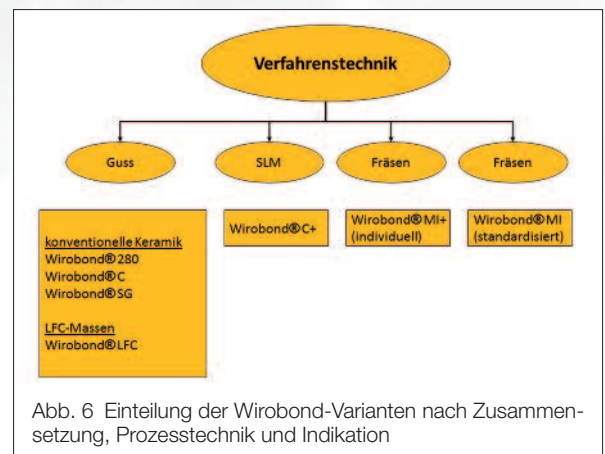 Verfahrenstechnik
Guss
SLM
Fräsen
Fräsen
konventionelle Keramik
Wirobond®280
Wirobond®C
Wirobond®SG
LFC-Massen
Wirobond®LFC
Wirobond®C+
Wirobond®MI+
(individuell)
Wirobond®MI
(standardisiert)
Abb. 6 Einteilung der Wirobond-Varianten nach Zusammen-
setzung, Prozesstechnik und Indikation